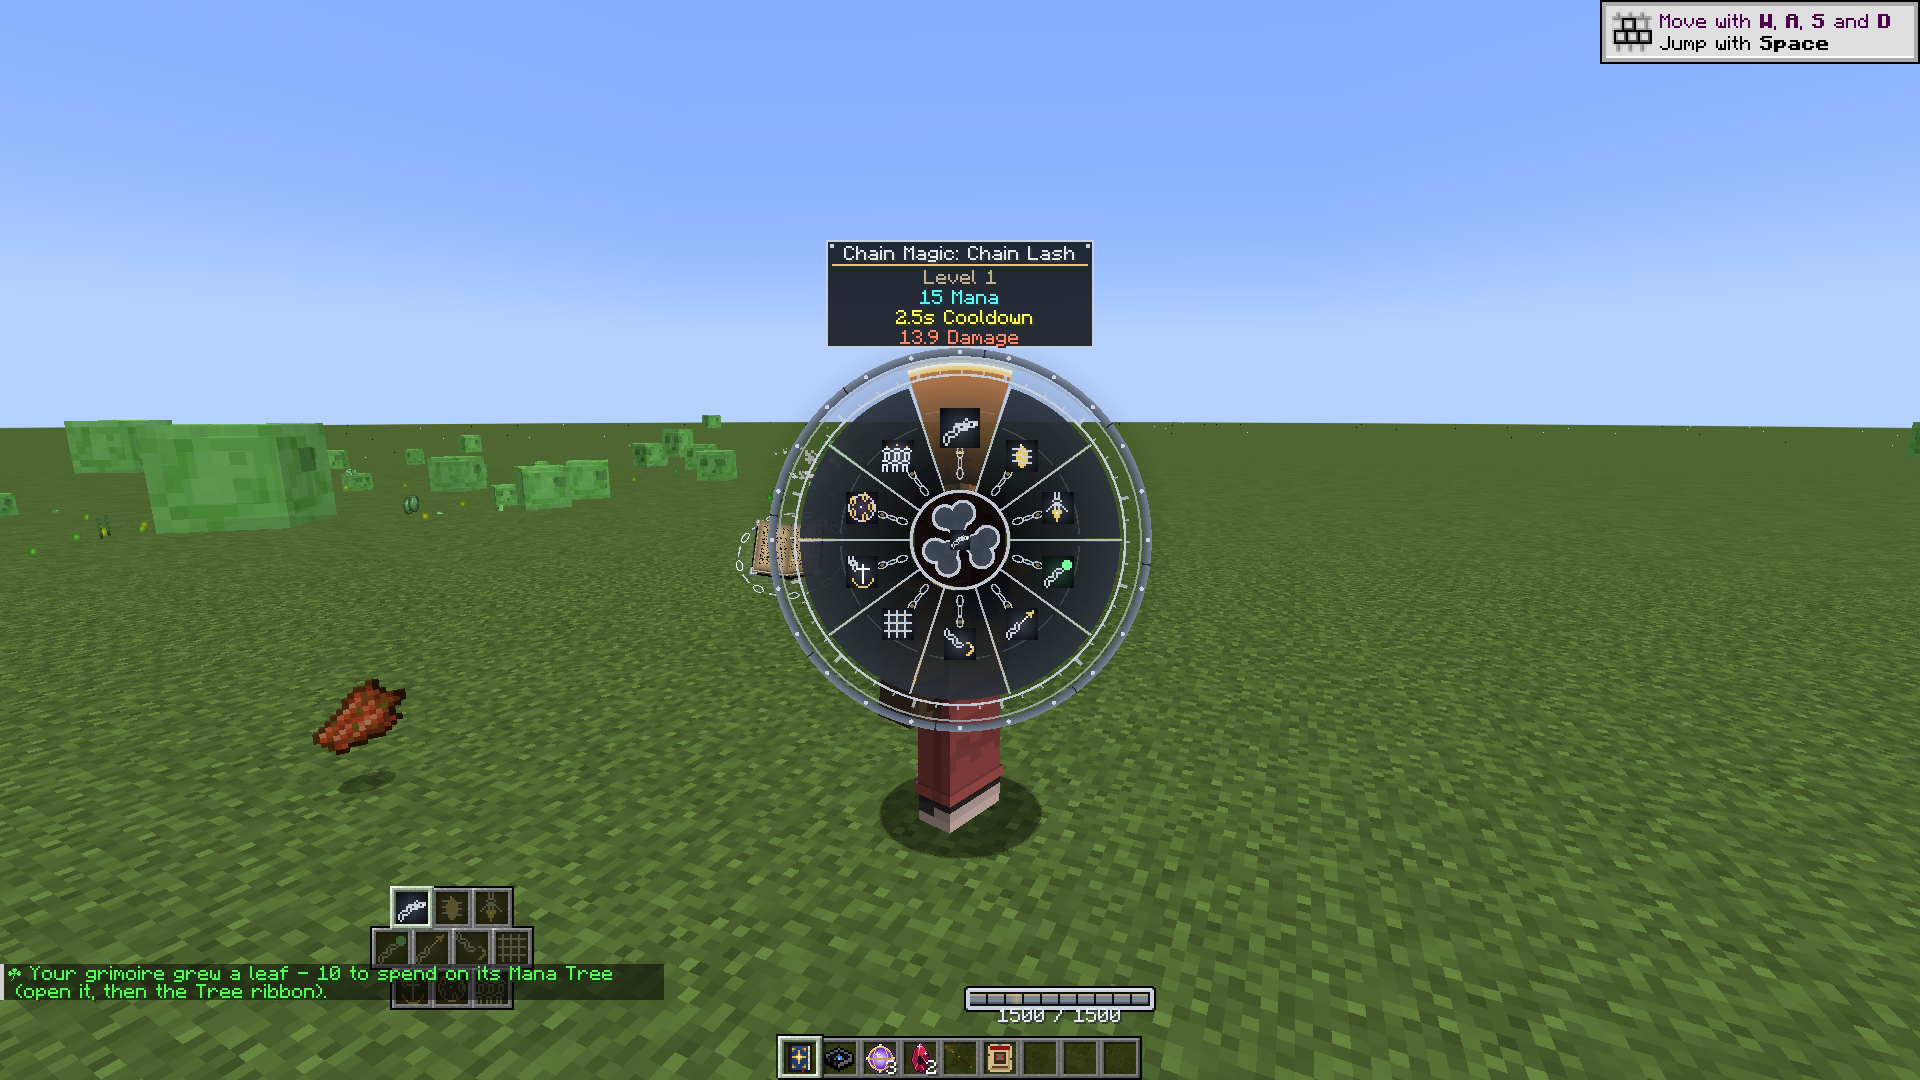 Move with W, A, S and D
Jump with Space
Chain Magic: Chain Lash
Level 1
15 Mana
2.5s Cooldown
13.9 Damage
Your grimoire grew a leaf – 10 to spend on its Mana Tree
(open it, then the Tree ribbon).
1500 / 1500
3
2